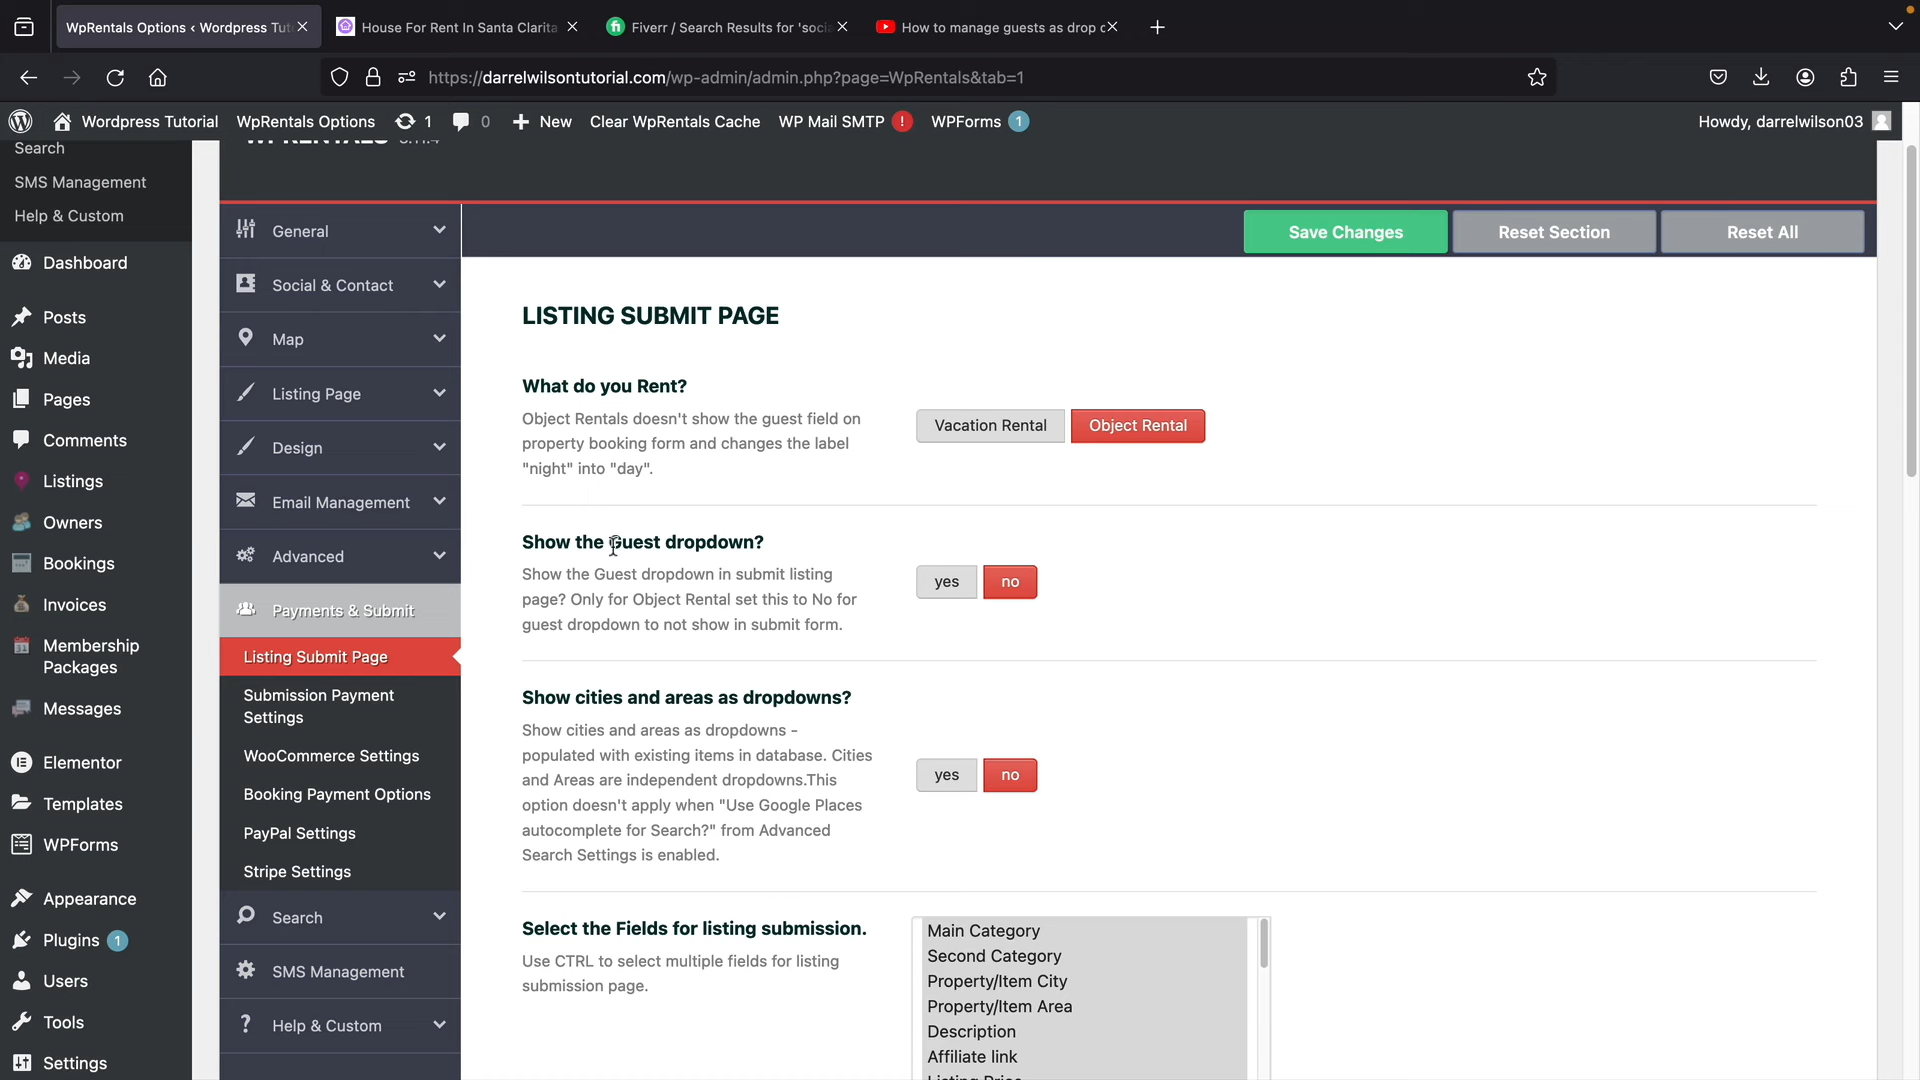 WpRentals Options ‹ Wordpress Tut
House For Rent In Santa Clarita
Fiverr / Search Results for 'socia
How to manage guests as drop d
https://darrelwilsontutorial.com/wp-admin/admin.php?page=WpRentals&tab=1
Wordpress Tutorial
WpRentals Options
1
0
New
Clear WpRentals Cache
WP Mail SMTP
!
WPForms
1
Howdy, darrelwilson03
Search
SMS Management
Help & Custom
Dashboard
Posts
Media
Pages
Comments
Listings
Owners
Bookings
Invoices
Membership
Packages
Messages
Elementor
Templates
WPForms
Appearance
Plugins 1
Users
Tools
Settings
WPRENTALS
General
Social & Contact
Map
Listing Page
Design
Email Management
Advanced
Payments & Submit
Listing Submit Page
Submission Payment
Settings
WooCommerce Settings
Booking Payment Options
PayPal Settings
Stripe Settings
Search
SMS Management
Help & Custom
Save Changes
Reset Section
Reset All
LISTING SUBMIT PAGE
What do you Rent?
Object Rentals doesn't show the guest field on
property booking form and changes the label
"night" into "day".
Vacation Rental
Object Rental
Show the Guest dropdown?
Show the Guest dropdown in submit listing
page? Only for Object Rental set this to No for
guest dropdown to not show in submit form.
yes
no
Show cities and areas as dropdowns?
Show cities and areas as dropdowns -
populated with existing items in database. Cities
and Areas are independent dropdowns.This
option doesn't apply when "Use Google Places
autocomplete for Search?" from Advanced
Search Settings is enabled.
yes
no
Select the Fields for listing submission.
Use CTRL to select multiple fields for listing
submission page.
Main Category
Second Category
Property/Item City
Property/Item Area
Description
Affiliate link
Listing Price